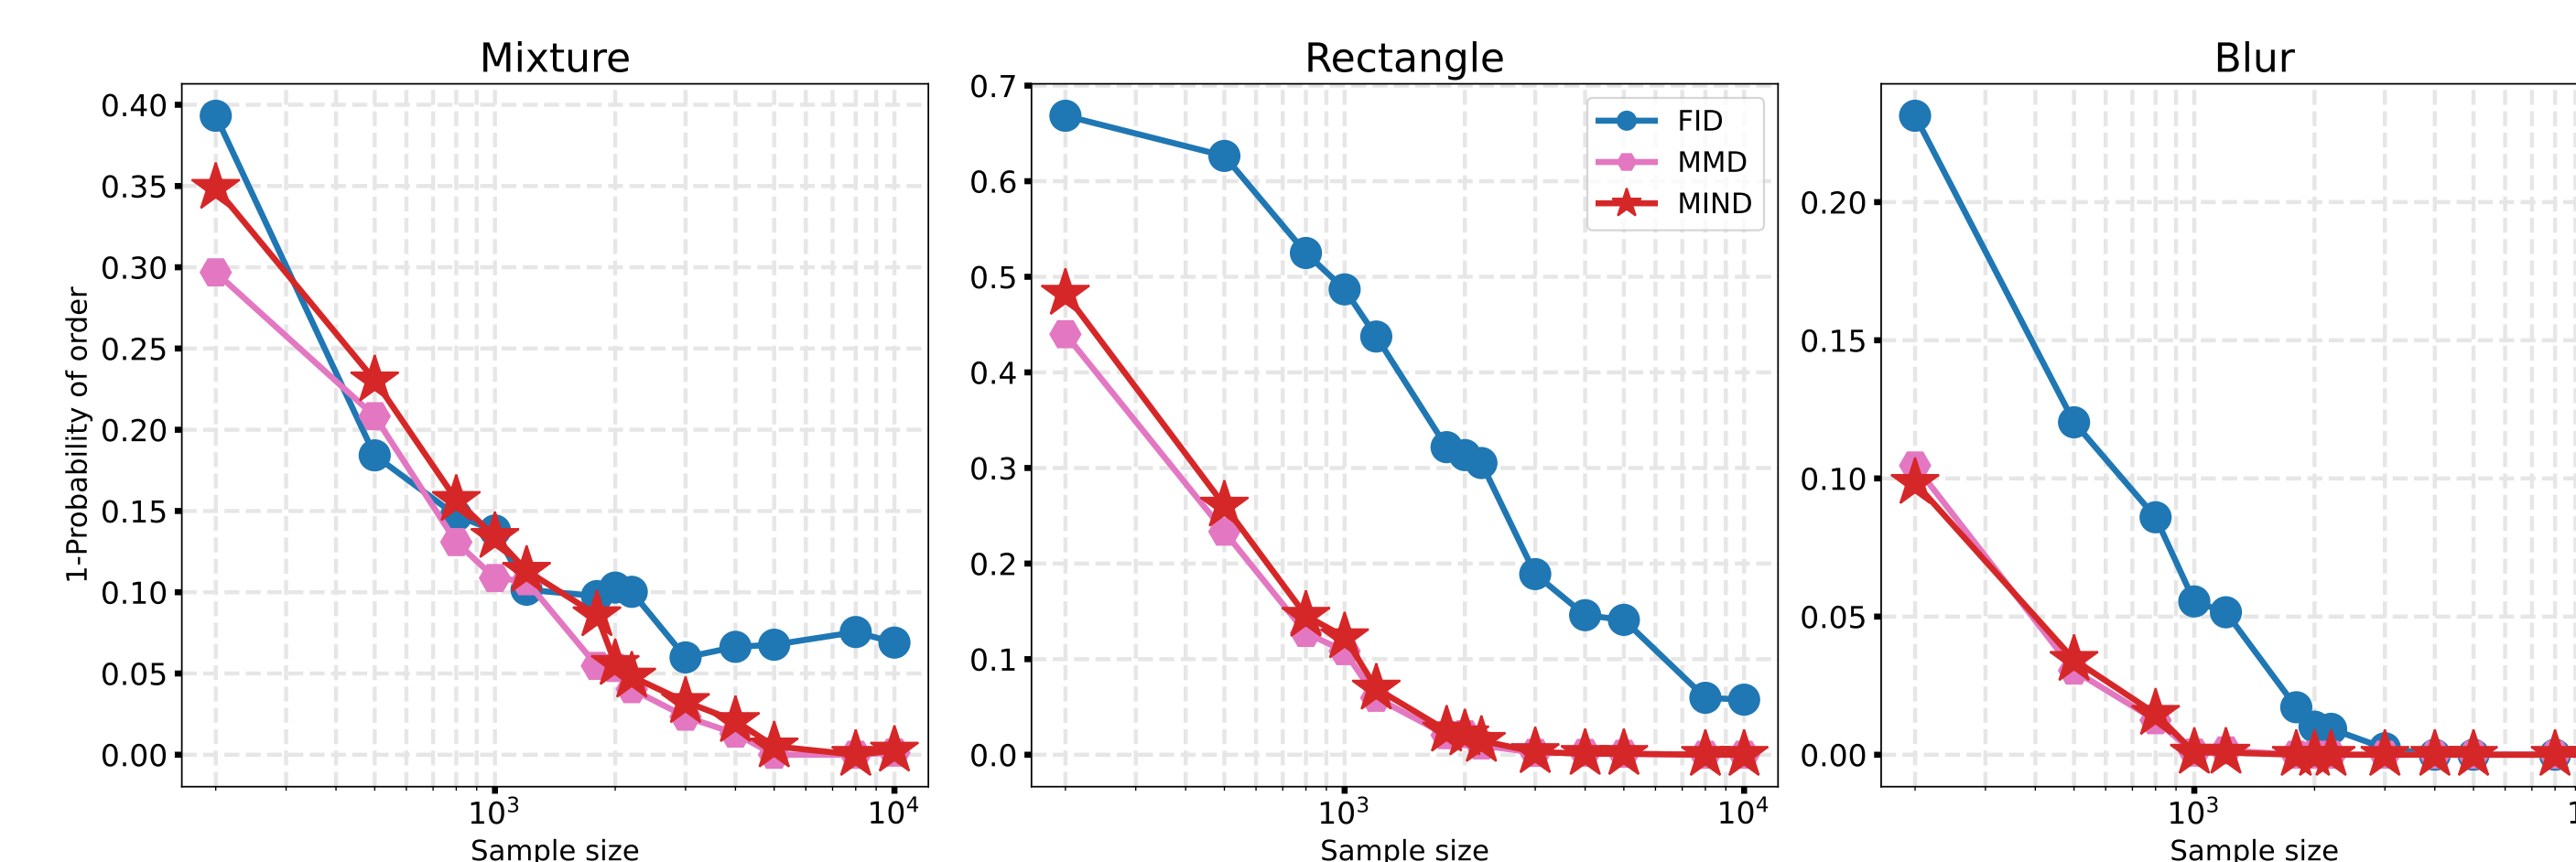 Mixture
0.40
0.35
0.30
0.25
0.20
0.15
0.10
0.05
0.00
1-Probability of order
10³
10⁴
Sample size
Rectangle
0.7
0.6
0.5
0.4
0.3
0.2
0.1
0.0
FID
MMD
MIND
10³
10⁴
Sample size
Blur
0.20
0.15
0.10
0.05
0.00
10³
Sample size